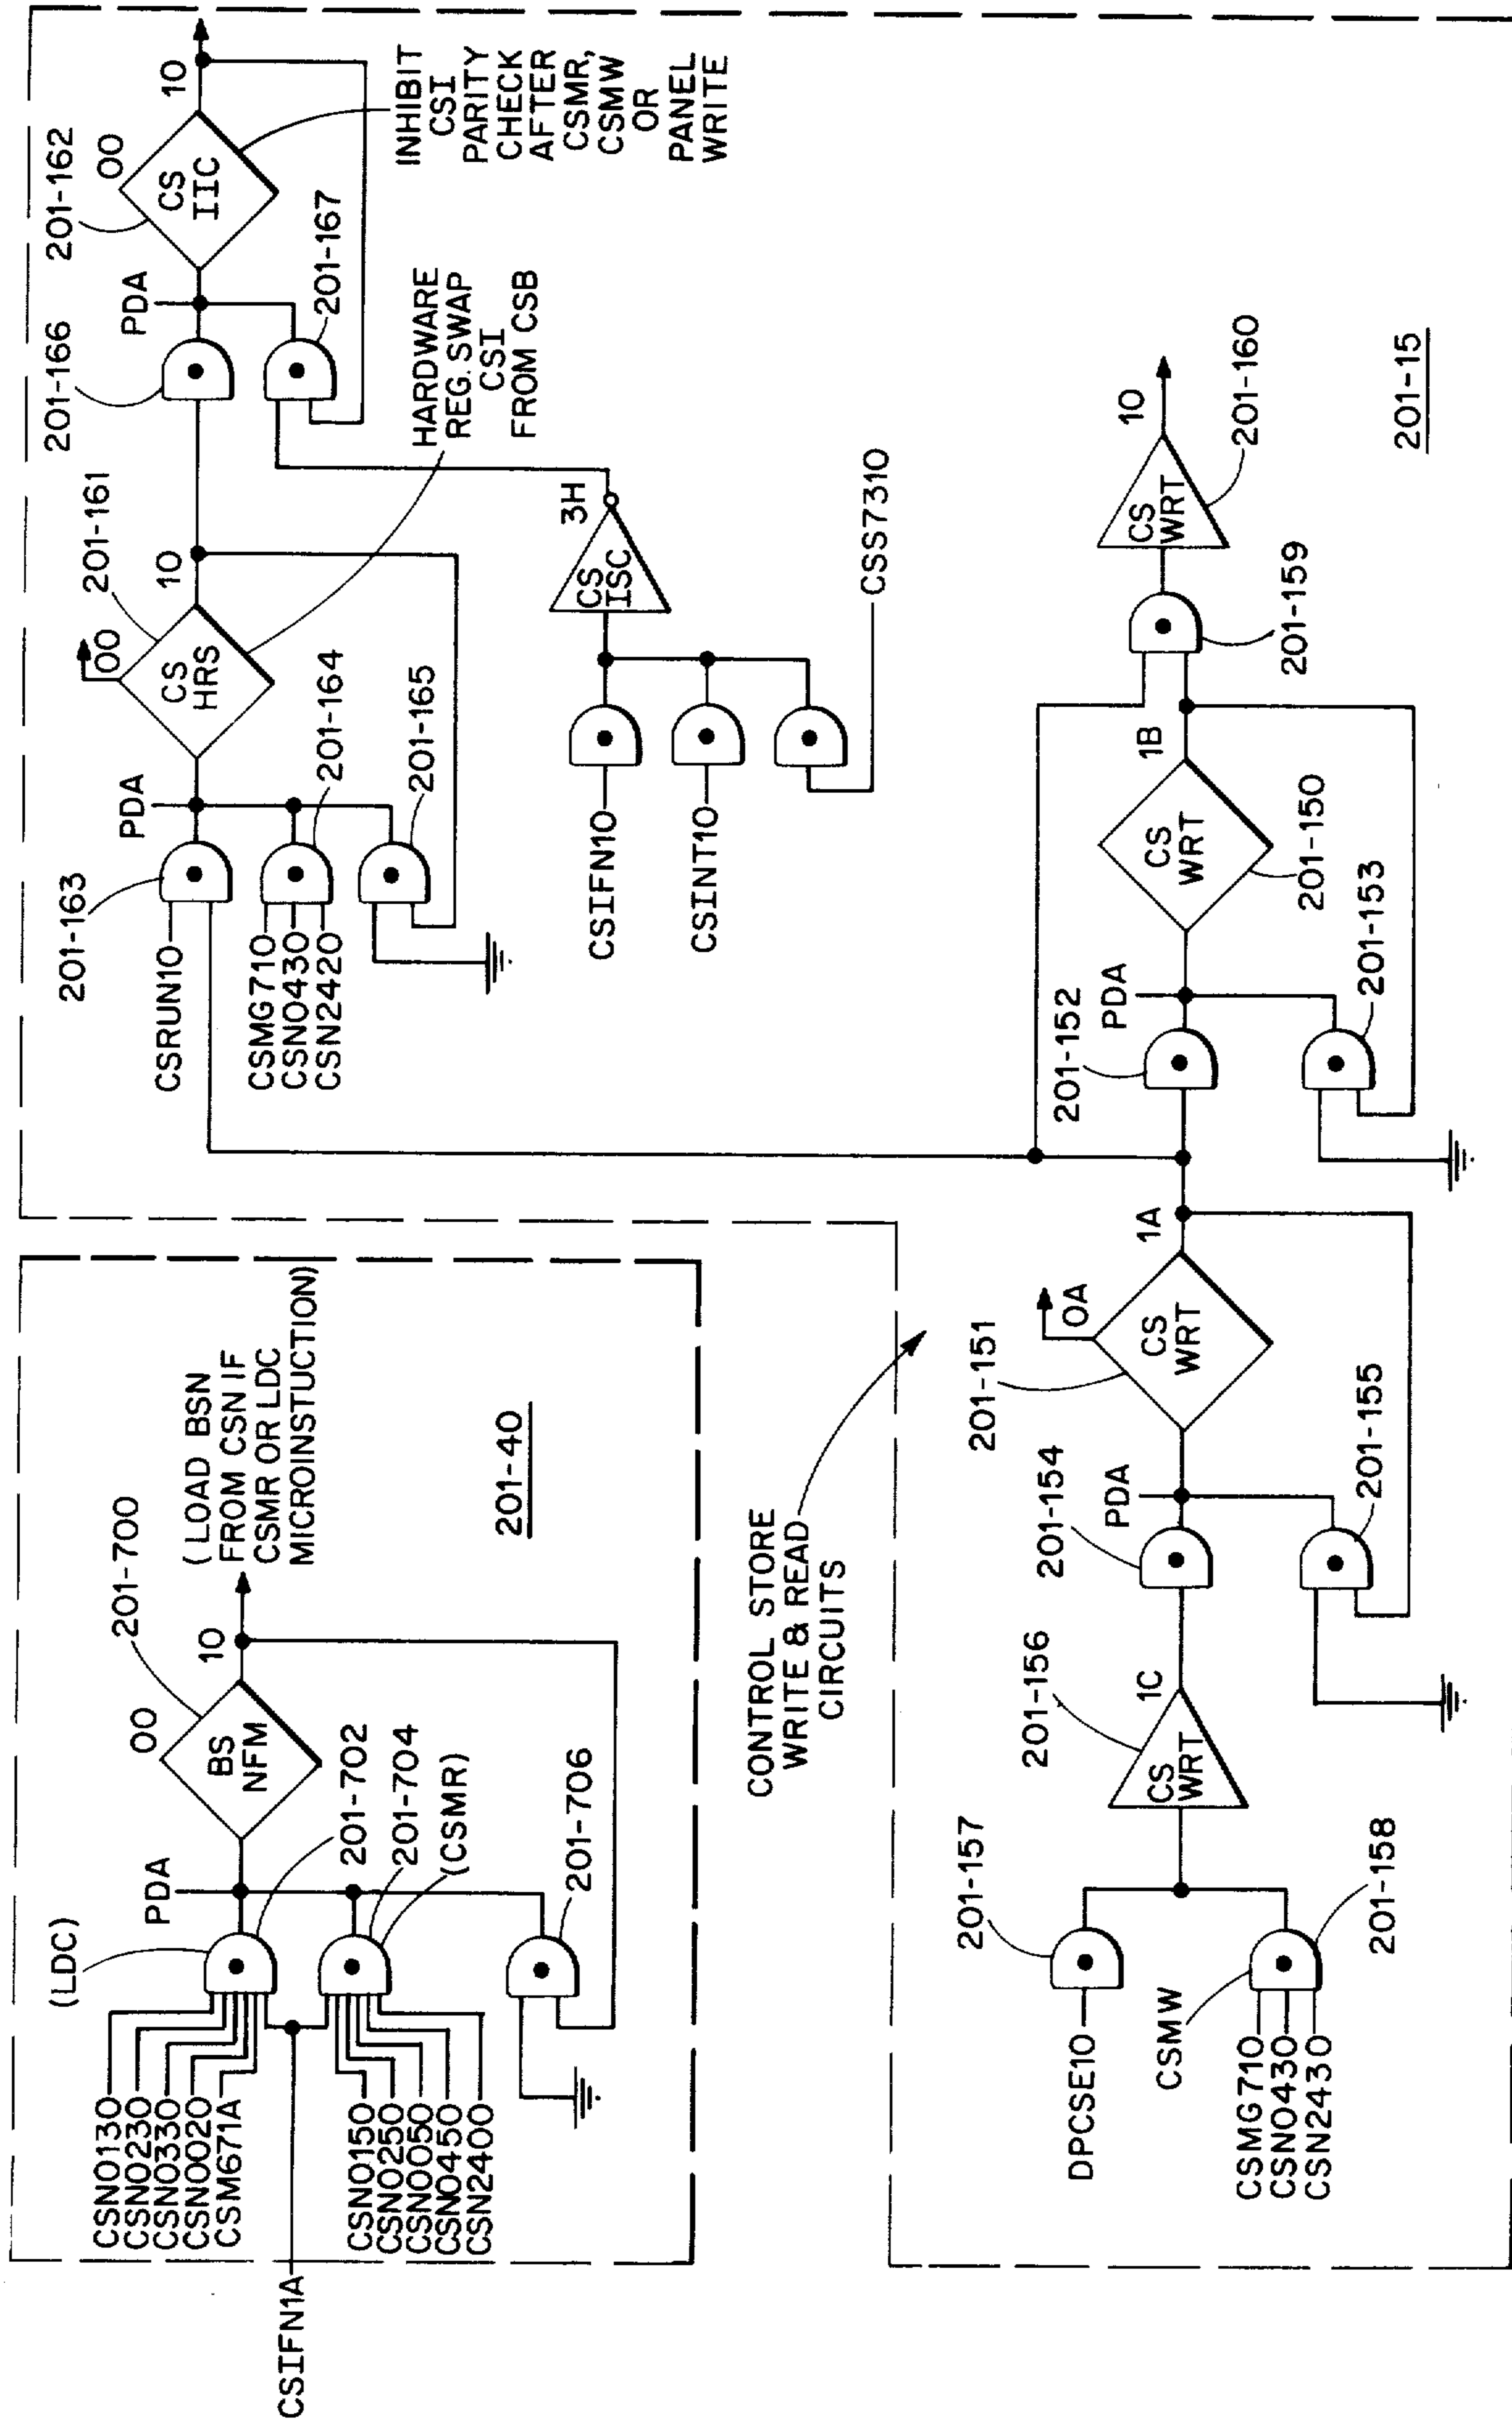 CSIFN1A
(LDC)
CSN0130
CSN0230
CSN0330
CSN0020
CSM671A
CSN0150
CSN0250
CSN0050
CSN0450
CSN2400
PDA
201-702
201-704
(CSMR)
201-706
00
201-700
BS
NFM
10
(LOAD BSN
FROM CSN IF
CSMR OR LDC
MICROINSTUCTION)
201-40
CONTROL STORE
WRITE & READ
CIRCUITS
CSRUN10
201-163
CSMG710
CSN0430
CSN2420
PDA
201-164
201-165
201-161
00
CS
HRS
10
HARDWARE
REG. SWAP
CSI
FROM CSB
201-166
PDA
201-167
201-162
00
CS
IIC
10
INHIBIT
CSI
PARITY
CHECK
AFTER
CSMR,
CSMW
OR
PANEL
WRITE
CSIFN10
CSINT10
CSS7310
CS
ISC
3H
DPCSE10
201-157
CSMW
CSMG710
CSN0430
CSN2430
201-158
201-156
CS
WRT
1C
201-154
PDA
201-155
201-151
0A
CS
WRT
1A
201-152
PDA
201-153
CS
WRT
1B
201-150
201-159
CS
WRT
10
201-160
201-15